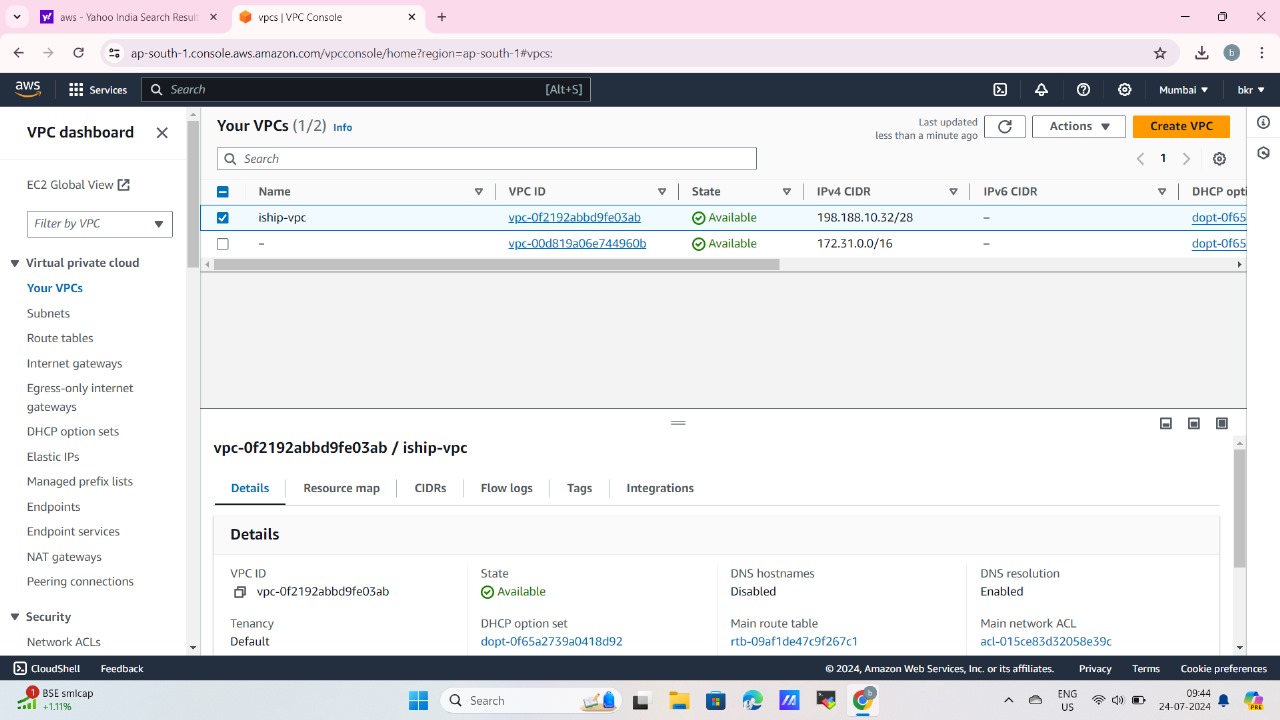 aws - Yahoo India Search Result
vpcs | VPC Console
ap-south-1.console.aws.amazon.com/vpcconsole/home?region=ap-south-1#vpcs:
b
aws
Services
Search
[Alt+S]
Mumbai
bkr
VPC dashboard
EC2 Global View
Filter by VPC
Virtual private cloud
Your VPCs
Subnets
Route tables
Internet gateways
Egress-only internet
gateways
DHCP option sets
Elastic IPs
Managed prefix lists
Endpoints
Endpoint services
NAT gateways
Peering connections
Security
Network ACLs
Your VPCs (1/2) Info
Last updated
less than a minute ago
Actions
Create VPC
Search
1
Name VPC ID State IPv4 CIDR IPv6 CIDR DHCP opti
iship-vpc vpc-0f2192abbd9fe03ab Available 198.188.10.32/28 – dopt-0f65
– vpc-00d819a06e744960b Available 172.31.0.0/16 – dopt-0f65
vpc-0f2192abbd9fe03ab / iship-vpc
Details Resource map CIDRs Flow logs Tags Integrations
Details
VPC ID State DNS hostnames DNS resolution
vpc-0f2192abbd9fe03ab Available Disabled Enabled
Tenancy DHCP option set Main route table Main network ACL
Default dopt-0f65a2739a0418d92 rtb-09af1de47c9f267c1 acl-015ce83d32058e39c
CloudShell Feedback © 2024, Amazon Web Services, Inc. or its affiliates. Privacy Terms Cookie preferences
1
BSE smlcap
+1.11%
Search
b
ENG
US
09:44
24-07-2024
PRE